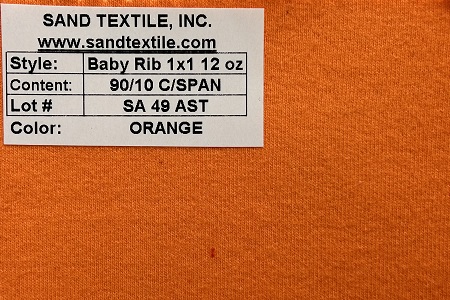 SAND TEXTILE, INC.
www.sandtextile.com
Style: Baby Rib 1x1 12 oz
Content: 90/10 C/SPAN
Lot # SA 49 AST
Color: ORANGE